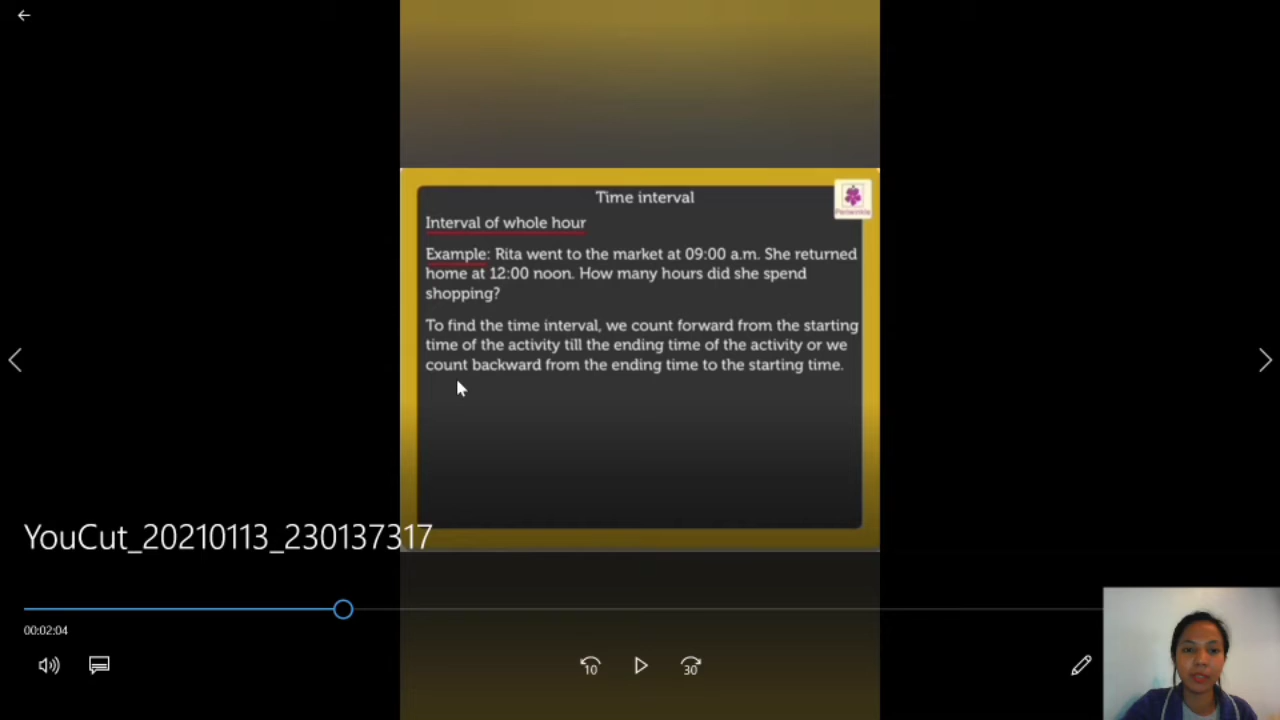 Time interval
Periwinkle
Interval of whole hour
Example: Rita went to the market at 09:00 a.m. She returned
home at 12:00 noon. How many hours did she spend
shopping?
To find the time interval, we count forward from the starting
time of the activity till the ending time of the activity or we
count backward from the ending time to the starting time.
YouCut_20210113_230137317
00:02:04
10
30